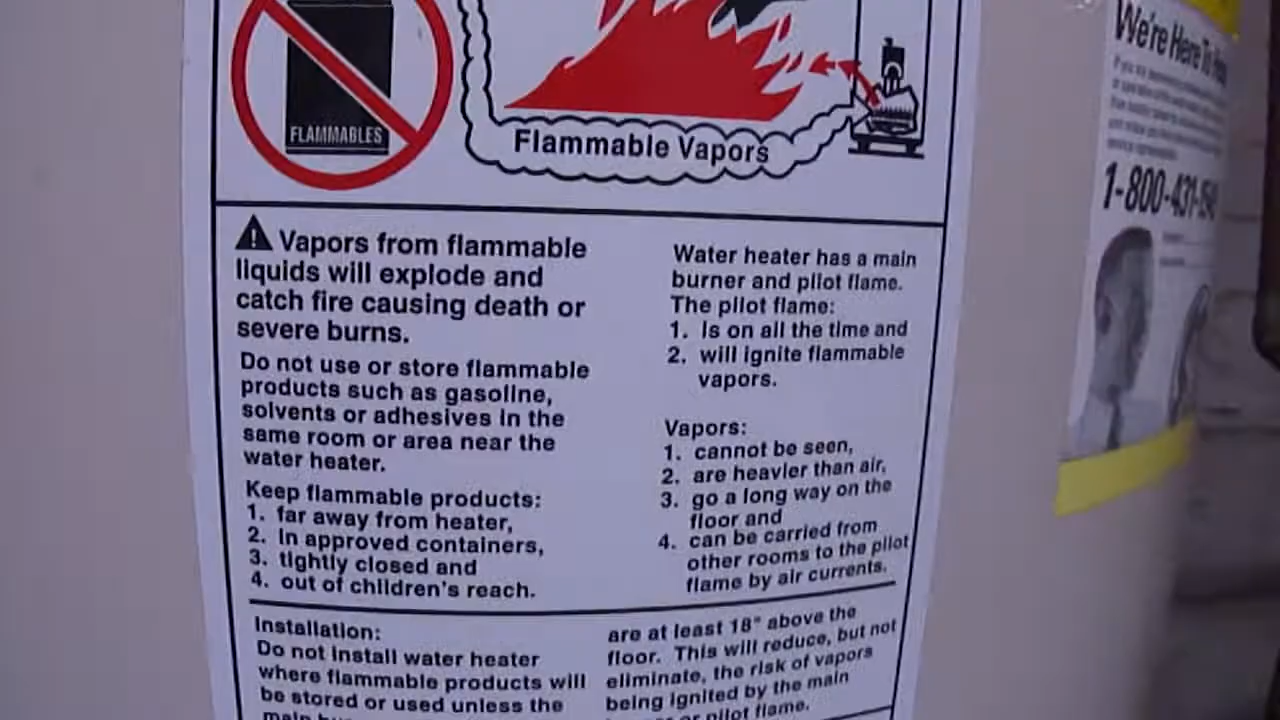 FLAMMABLES
Flammable Vapors
Vapors from flammable
liquids will explode and
catch fire causing death or
severe burns.
Do not use or store flammable
products such as gasoline,
solvents or adhesives in the
same room or area near the
water heater.
Keep flammable products:
1. far away from heater,
2. in approved containers,
3. tightly closed and
4. out of children's reach.
Water heater has a main
burner and pilot flame.
The pilot flame:
1. is on all the time and
2. will ignite flammable
vapors.
Vapors:
1. cannot be seen,
2. are heavier than air,
3. go a long way on the
floor and
4. can be carried from
other rooms to the pilot
flame by air currents.
Installation:
Do not install water heater
where flammable products will
be stored or used unless the
main
are at least 18" above the
floor. This will reduce, but not
eliminate, the risk of vapors
being ignited by the main
or pilot flame.
We're Here To
1-800-431-